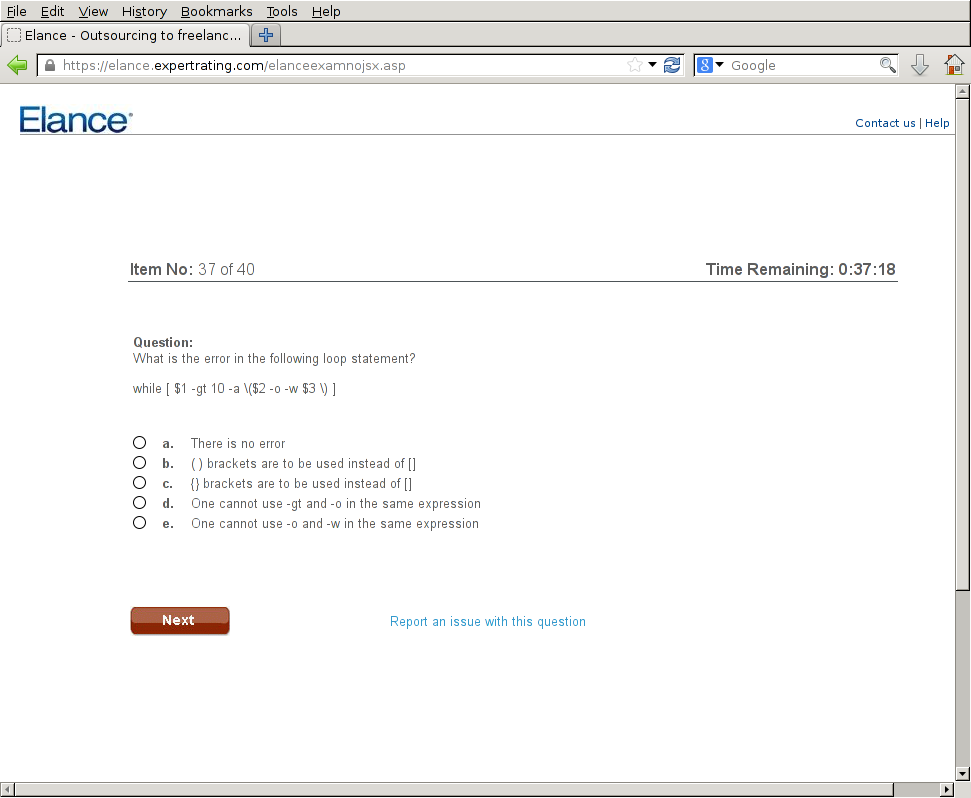 File Edit View History Bookmarks Tools Help
Elance - Outsourcing to freelanc...
https://elance.expertrating.com/elanceexamnojsx.asp
8 Google
Elance
Contact us | Help
Item No: 37 of 40 Time Remaining: 0:37:18
Question:
What is the error in the following loop statement?
while [ $1 -gt 10 -a \($2 -o -w $3 \) ]
a. There is no error
b. ( ) brackets are to be used instead of []
c. {} brackets are to be used instead of []
d. One cannot use -gt and -o in the same expression
e. One cannot use -o and -w in the same expression
Next Report an issue with this question